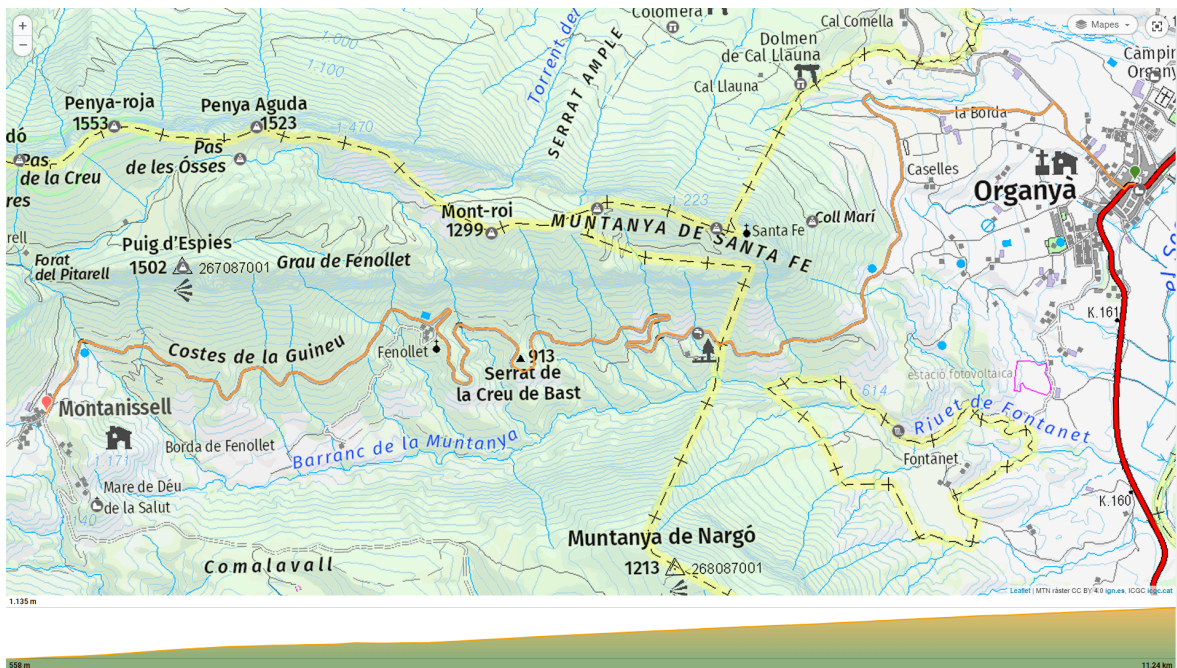 +
−
Mapes
Colomera
Cal Comella
Torrent del
SERRAT AMPLE
1·000
1·100
Dolmen
de Cal Llauna
Cal Llauna
Càmpin
Organy
la Borda
Penya-roja
1553
Penya Aguda
1523
1·470
Pas
de les Ósses
dó
Pas
de la Creu
res
Caselles
Organyà
Mont-roi
1299
1·223
MUNTANYA DE SANTA FE
Santa Fe
Coll Marí
rell
Forat
del Pitarell
Puig d'Espies
1502
267087001
Grau de Fenollet
K.161
Costes de la Guineu
Fenollet
913
Serrat de
la Creu de Bast
estació fotovoltaica
614
Riuet de Fontanet
Fontanet
Montanissell
Borda de Fenollet
Barranc de la Muntanya
1·171
Mare de Déu
de la Salut
K.160
Muntanya de Nargó
1213
268087001
Comalavall
Leaflet | MTN ràster CC BY 4.0 ign.es, ICGC icgc.cat
1.135 m
558 m
11.24 km